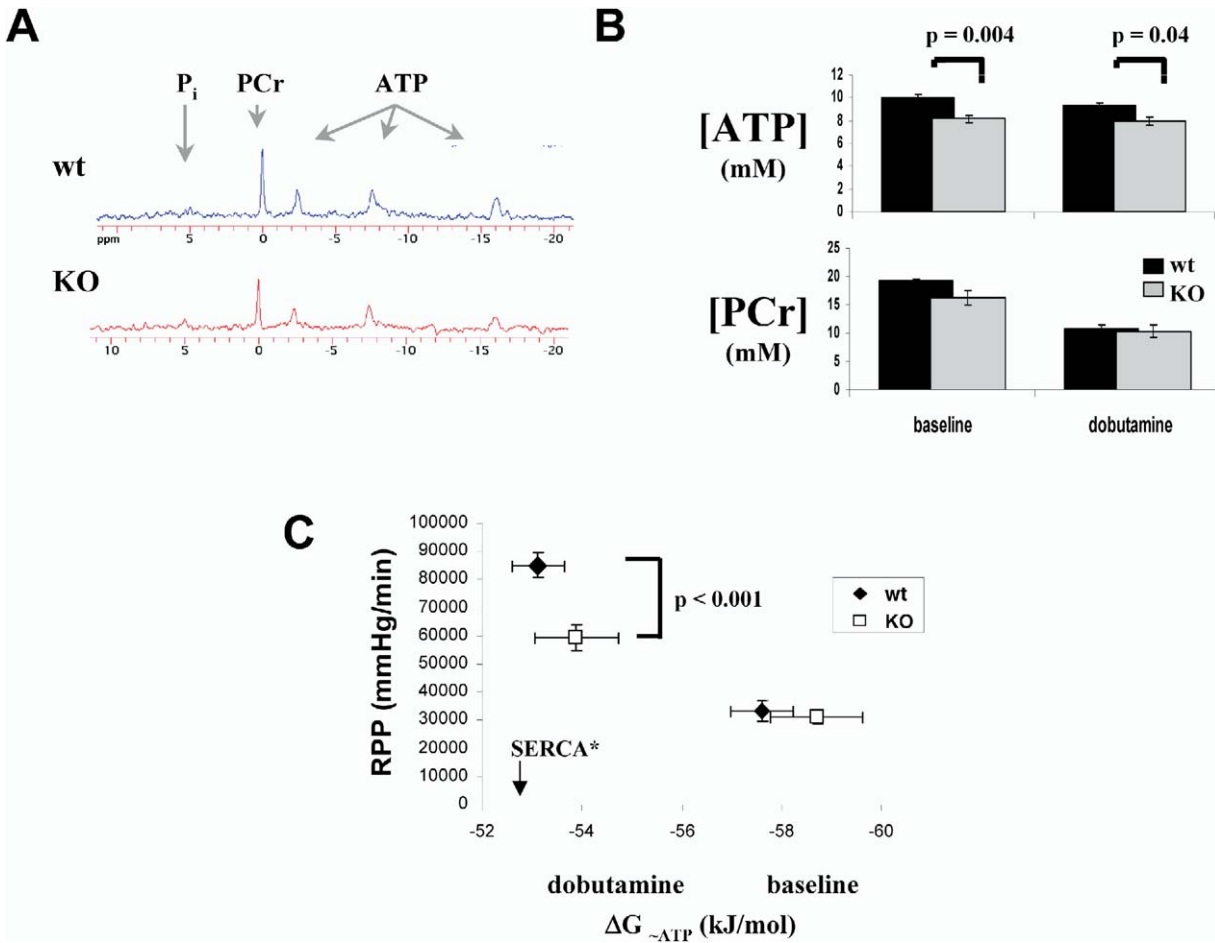 A
P_i PCr ATP
wt
ppm 5 0 -5 -10 -15 -20
KO
10 5 0 -5 -10 -15 -20
B
p = 0.004 p = 0.04
[ATP]
(mM)
12
10
8
6
4
2
0
[PCr]
(mM)
25
20
15
10
5
0
wt
KO
baseline dobutamine
C
RPP (mmHg/min)
100000
90000
80000
70000
60000
50000
40000
30000
20000
10000
0
p < 0.001
wt
KO
SERCA*
-52 -54 -56 -58 -60
dobutamine baseline
ΔG ~ATP (kJ/mol)